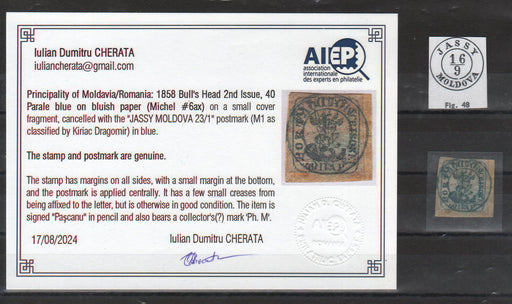 Iulian Dumitru CHERATA
iuliancherata@gmail.com
AIEP
association
internationale
des experts en philatélie
Principality of Moldavia/Romania: 1858 Bull's Head 2nd Issue, 40
Parale blue on bluish paper (Michel #6ax) on a small cover
fragment, cancelled with the "JASSY MOLDOVA 23/1" postmark (M1 as
classified by Kiriac Dragomir) in blue.
The stamp and postmark are genuine.
The stamp has margins on all sides, with a small margin at the bottom,
and the postmark is applied centrally. It has a few small creases from
being affixed to the letter, but is otherwise in good condition. The item is
signed "Paşcanu" in pencil and also bears a collector's(?) mark 'Ph. M'.
17/08/2024
Iulian Dumitru CHERATA
JASSY
16
9
MOLDOVA
Fig. 48